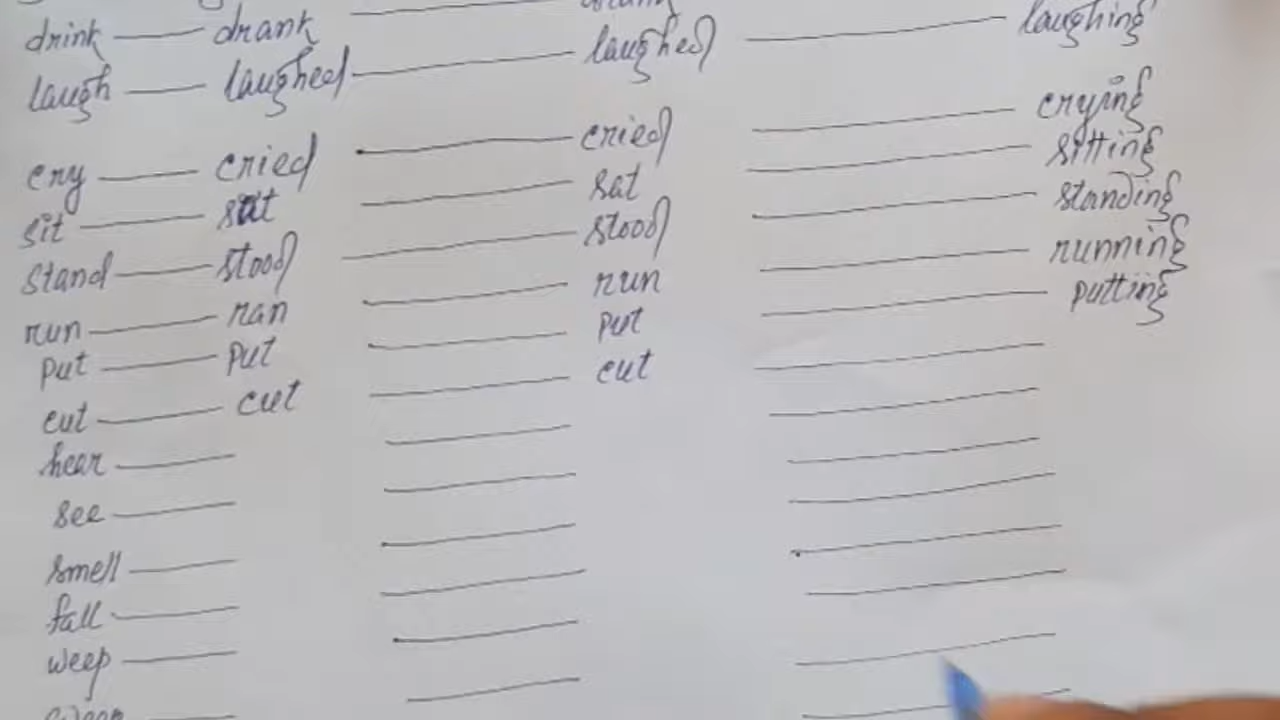 drink drank drunk laughing
laugh laughed laughed
cry cried cried crying
sit sat sat sitting
stand stood stood standing
run ran run running
put put put putting
cut cut cut
hear
see
smell
fall
weep